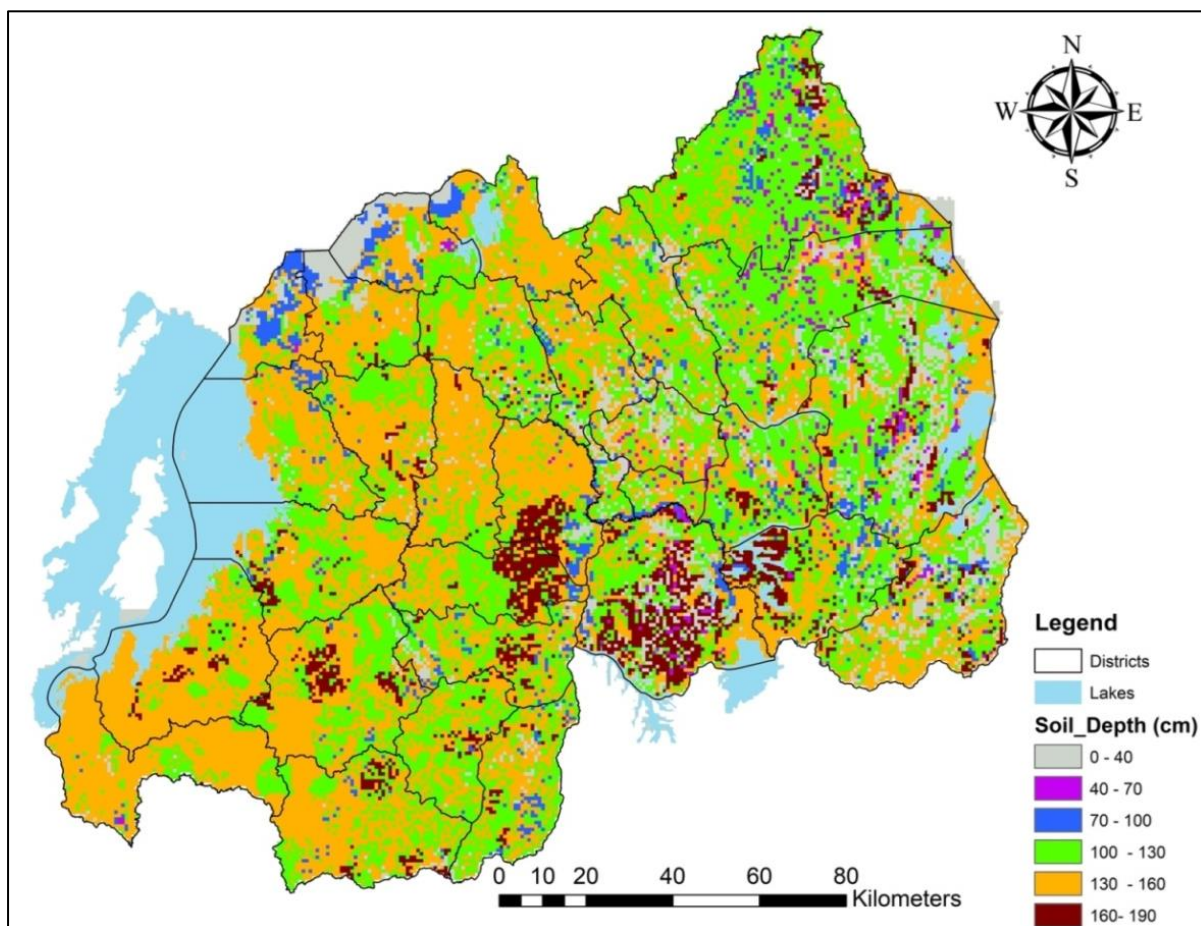 N
W E
S
Legend
Districts
Lakes
Soil_Depth (cm)
0 - 40
40 - 70
70 - 100
100 - 130
130 - 160
160- 190
0 10 20 40 60 80
Kilometers